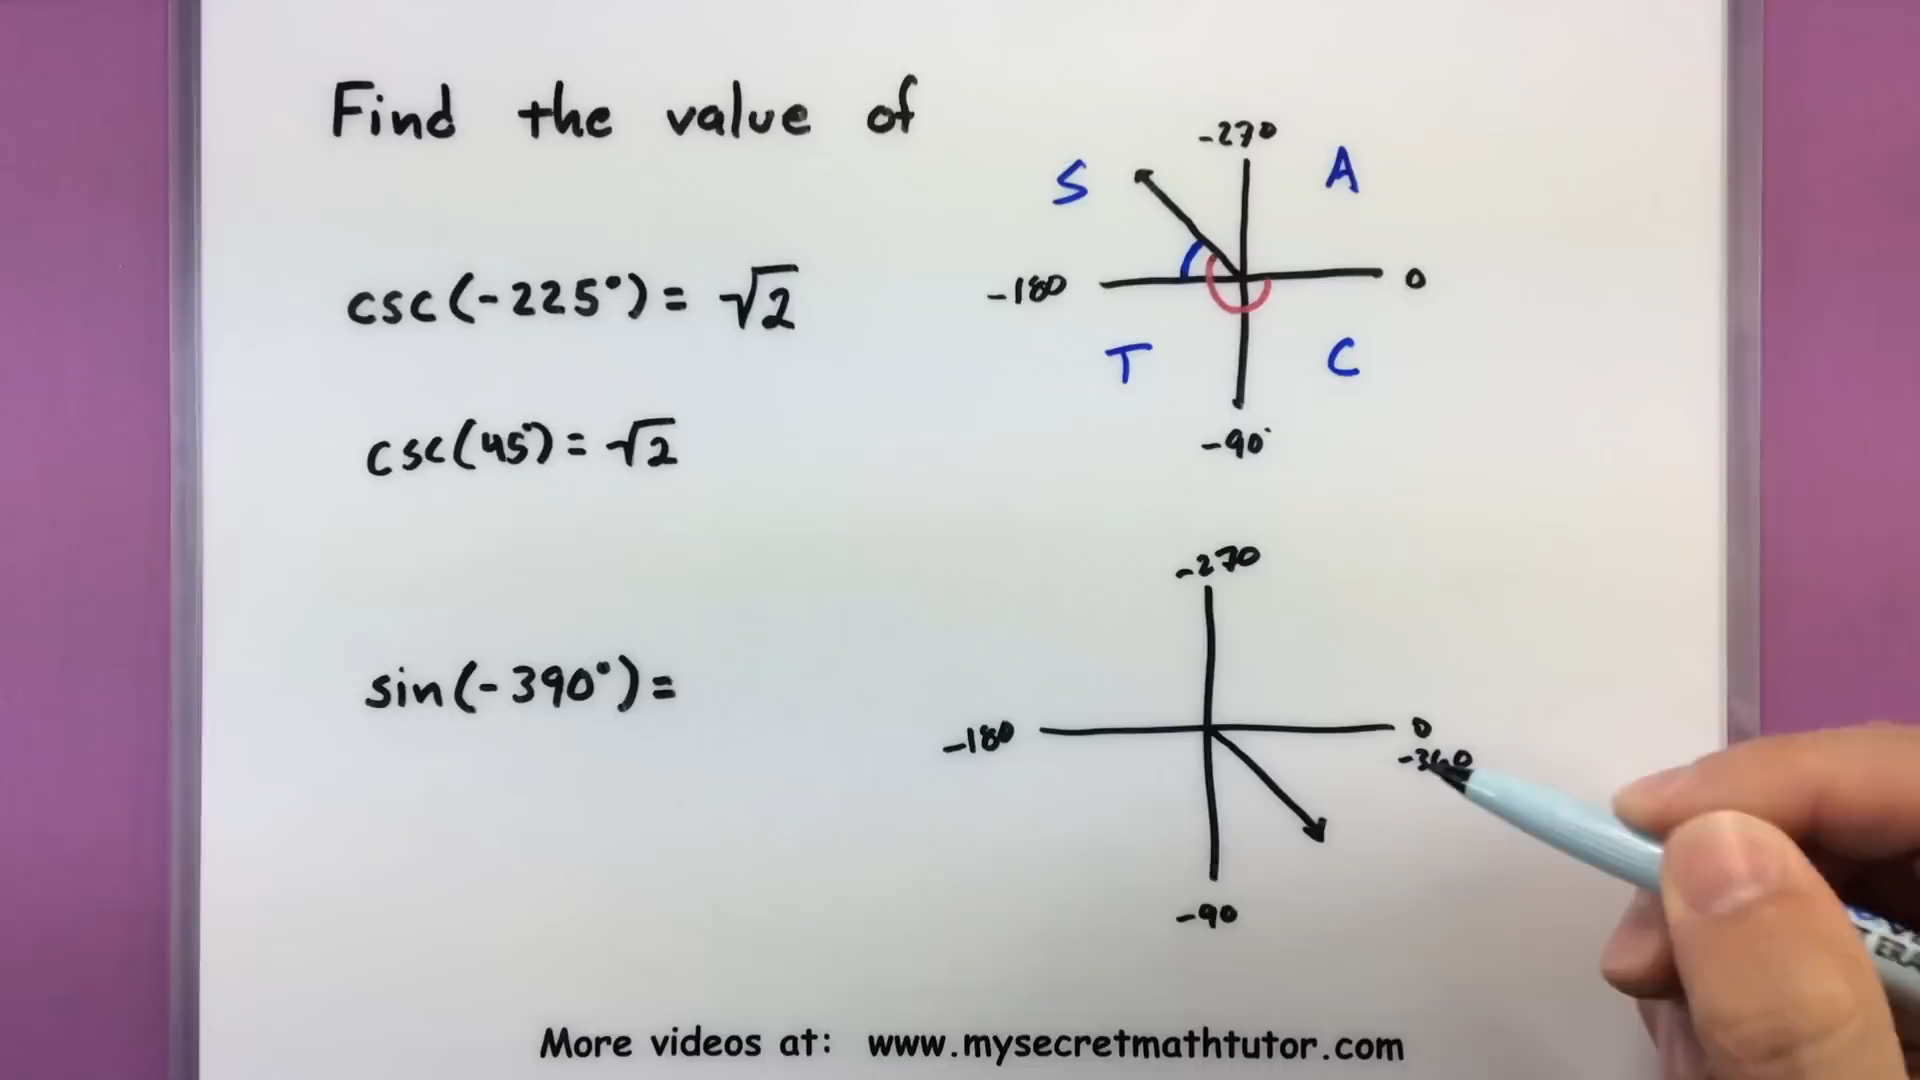 Find the value of
-270
S
A
csc(-225°) = √2
-180
0
T
C
csc(45°) = √2
-90°
-270
sin(-390°) =
-180
0
-360
-90
More videos at: www.mysecretmathtutor.com